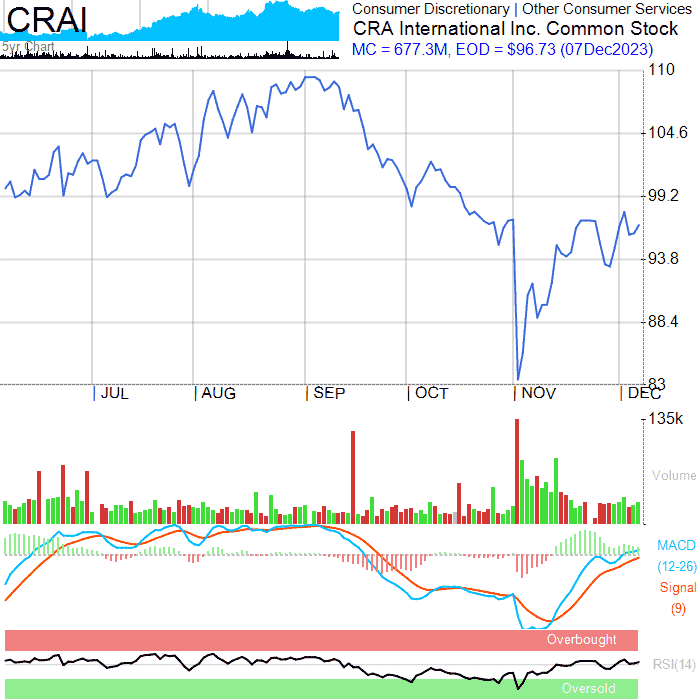 CRAI
5yr Chart
Consumer Discretionary | Other Consumer Services
CRA International Inc. Common Stock
MC = 677.3M, EOD = $96.73 (07Dec2023)
110
104.6
99.2
93.8
88.4
83
JUL AUG SEP OCT NOV DEC
135k
Volume
MACD
(12-26)
Signal
(9)
Overbought
RSI(14)
Oversold